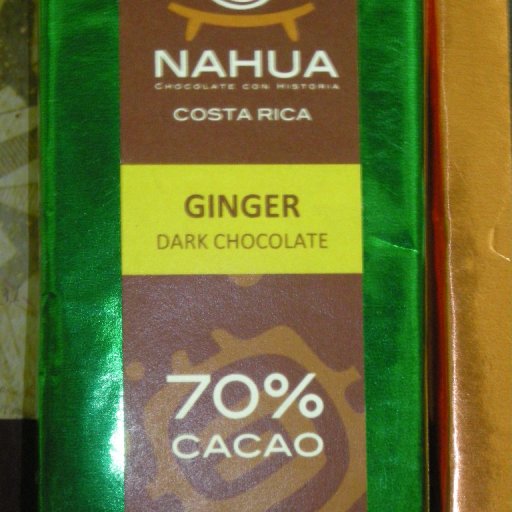 NAHUA
CHOCOLATE CON HISTORIA
COSTA RICA
GINGER
DARK CHOCOLATE
70%
CACAO